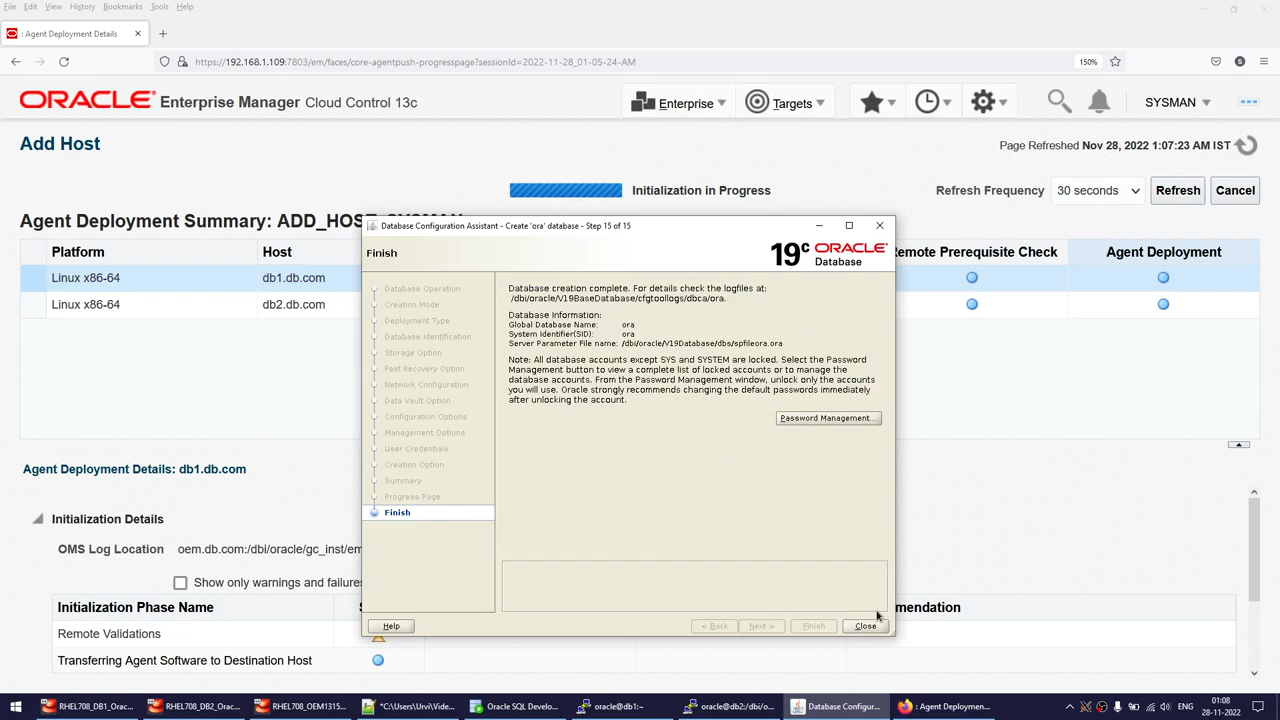 File Edit View History Bookmarks Tools Help
: Agent Deployment Details
https://192.168.1.109:7803/em/faces/core-agentpush-progresspage?sessionId=2022-11-28_01-05-24-AM
150%
S
ORACLE Enterprise Manager Cloud Control 13c
Enterprise
Targets
SYSMAN
Add Host
Page Refreshed Nov 28, 2022 1:07:23 AM IST
Initialization in Progress
Refresh Frequency
30 seconds
Refresh
Cancel
Agent Deployment Summary: ADD_HOST_SYSMAN
Platform
Host
Remote Prerequisite Check
Agent Deployment
Linux x86-64
db1.db.com
Linux x86-64
db2.db.com
Database Configuration Assistant - Create 'ora' database - Step 15 of 15
Finish
19c ORACLE
Database
Database Operation
Creation Mode
Deployment Type
Database Identification
Storage Option
Fast Recovery Option
Network Configuration
Data Vault Option
Configuration Options
Management Options
User Credentials
Creation Option
Summary
Progress Page
Finish
Database creation complete. For details check the logfiles at:
/dbi/oracle/V19BaseDatabase/cfgtoollogs/dbca/ora.
Database Information:
Global Database Name: ora
System Identifier(SID): ora
Server Parameter File name: /dbi/oracle/V19Database/dbs/spfileora.ora
Note: All database accounts except SYS and SYSTEM are locked. Select the Password
Management button to view a complete list of locked accounts or to manage the
database accounts. From the Password Management window, unlock only the accounts
you will use. Oracle strongly recommends changing the default passwords immediately
after unlocking the account.
Password Management...
Help
< Back
Next >
Finish
Close
Agent Deployment Details: db1.db.com
Initialization Details
OMS Log Location oem.db.com:/dbi/oracle/gc_inst/em
Show only warnings and failures
Initialization Phase Name
S
mendation
Remote Validations
Transferring Agent Software to Destination Host
RHEL708_DB1_Orac...
RHEL708_DB2_Orac...
RHEL708_OEM1315...
*C:\Users\Urvi\Vide...
Oracle SQL Develo...
oracle@db1:~
oracle@db2:/dbi/o...
Database Configur...
: Agent Deploymen...
ENG
01:08
28-11-2022